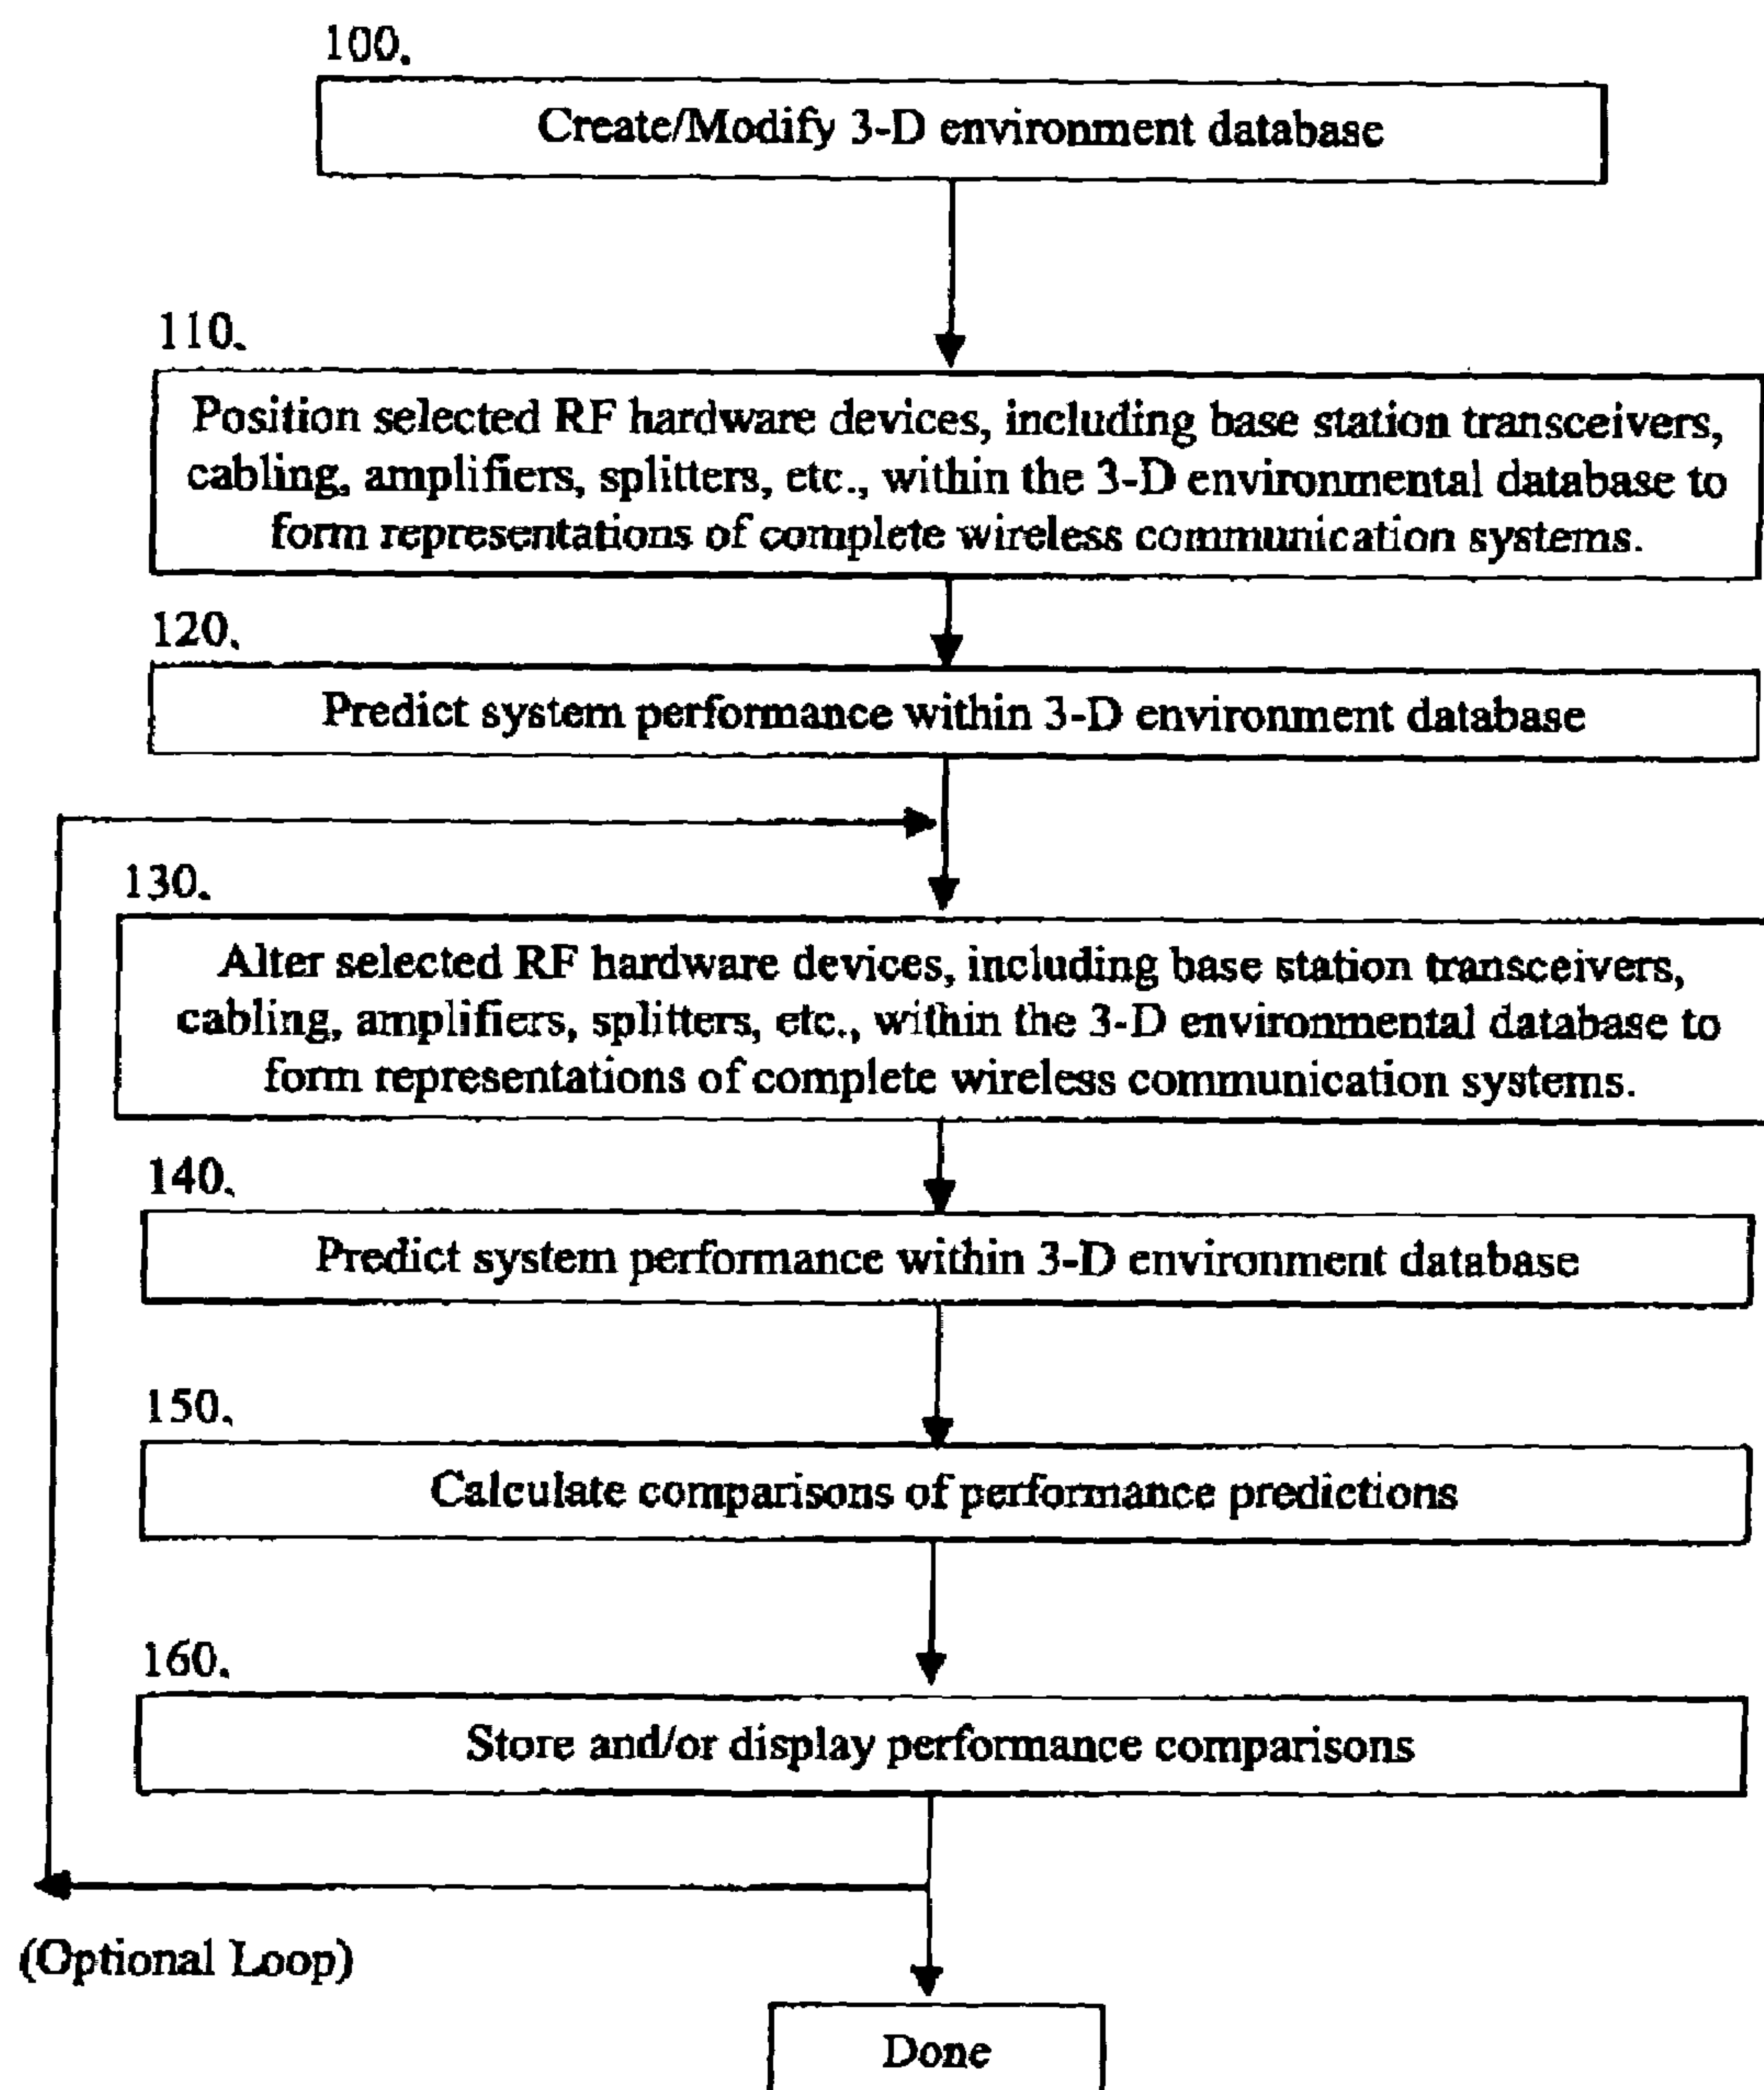 100.
Create/Modify 3-D environment database
110.
Position selected RF hardware devices, including base station transceivers,
cabling, amplifiers, splitters, etc., within the 3-D environmental database to
form representations of complete wireless communication systems.
120.
Predict system performance within 3-D environment database
130.
Alter selected RF hardware devices, including base station transceivers,
cabling, amplifiers, splitters, etc., within the 3-D environmental database to
form representations of complete wireless communication systems.
140.
Predict system performance within 3-D environment database
150.
Calculate comparisons of performance predictions
160.
Store and/or display performance comparisons
(Optional Loop)
Done